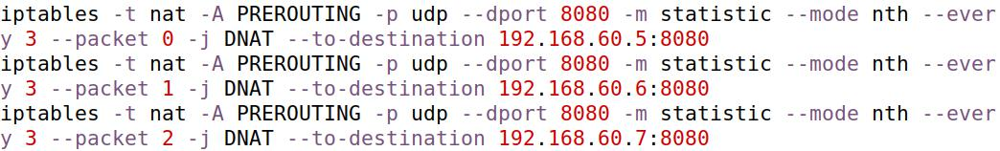 iptables -t nat -A PREROUTING -p udp --dport 8080 -m statistic --mode nth --ever
y 3 --packet 0 -j DNAT --to-destination 192.168.60.5:8080
iptables -t nat -A PREROUTING -p udp --dport 8080 -m statistic --mode nth --ever
y 3 --packet 1 -j DNAT --to-destination 192.168.60.6:8080
iptables -t nat -A PREROUTING -p udp --dport 8080 -m statistic --mode nth --ever
y 3 --packet 2 -j DNAT --to-destination 192.168.60.7:8080